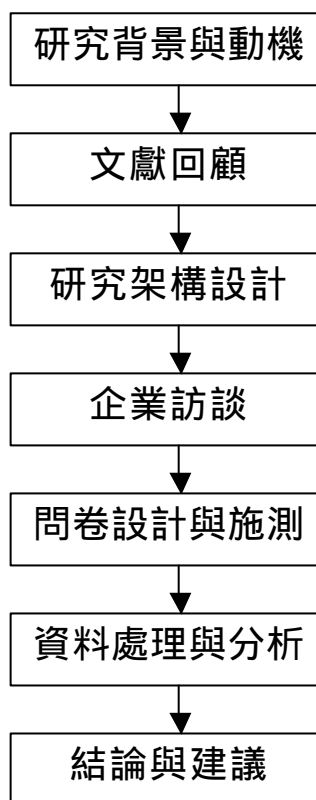 研究背景與動機
文獻回顧
研究架構設計
企業訪談
問卷設計與施測
資料處理與分析
結論與建議